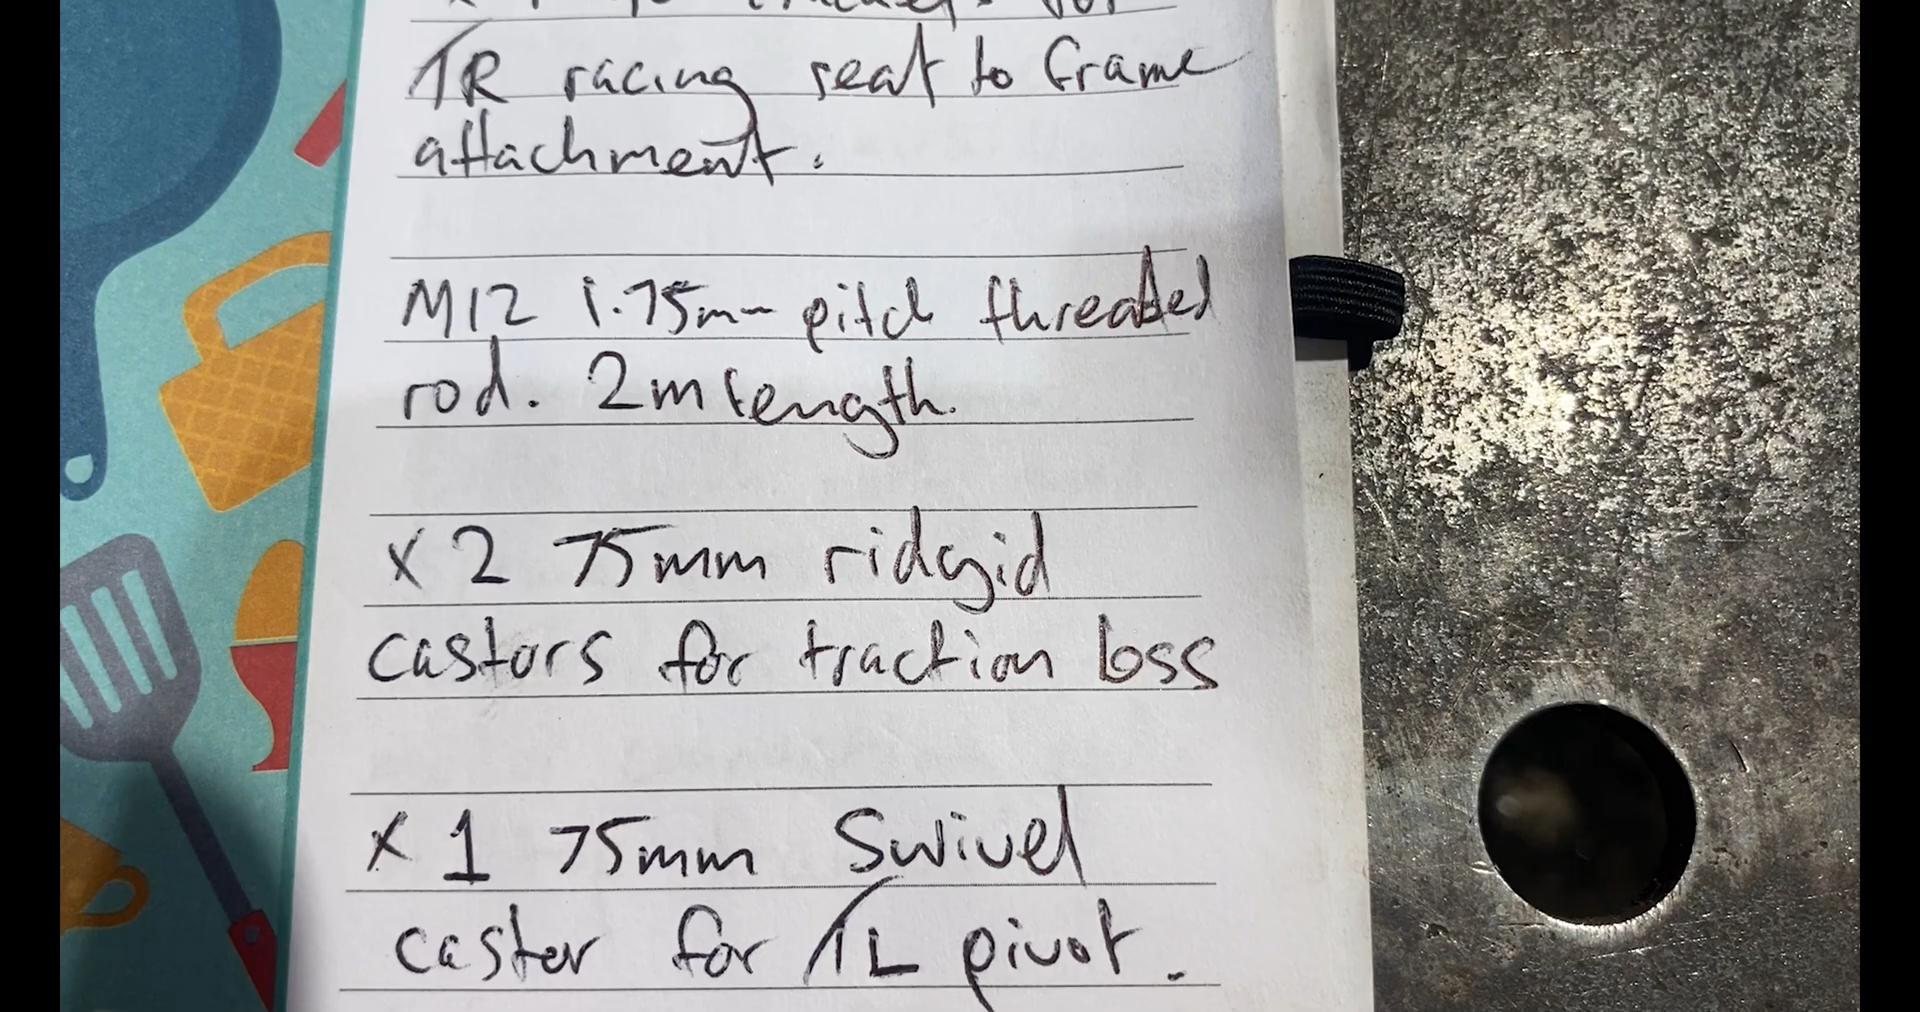 TR racing seat to frame
attachment.
M12 1.75mm pitch threaded
rod. 2m length.
x 2 75mm ridgid
castors for traction loss
x 1 75mm Swivel
caster for TL pivot.